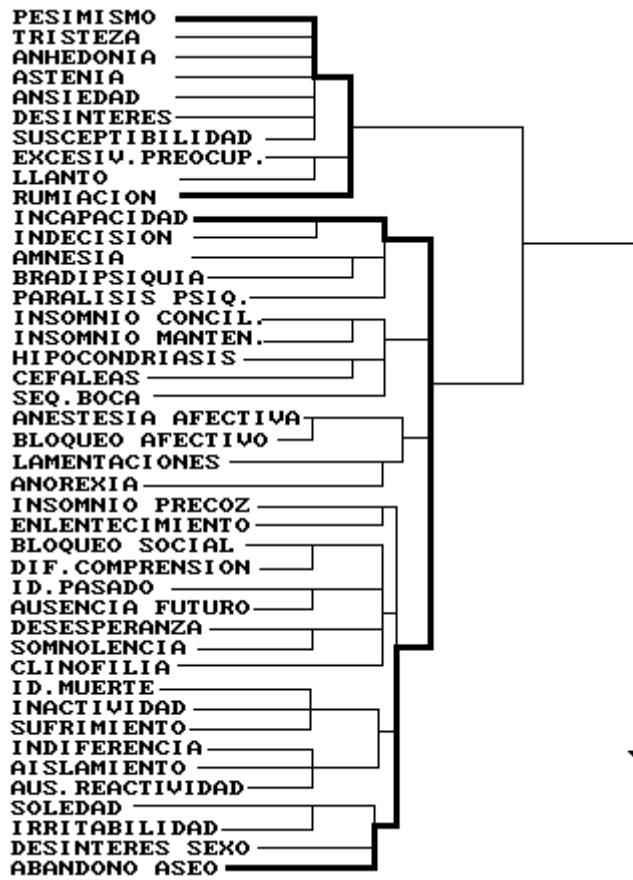 PESIMISMO
TRISTEZA
ANHEDONIA
ASTENIA
ANSIEDAD
DESINTERES
SUSCEPTIBILIDAD
EXCESIV.PREOCUP.
LLANTO
RUMIACION
INCAPACIDAD
INDECISION
AMNESIA
BRADIPSIQUIA
PARALISIS PSIQ.
INSOMNIO CONCIL.
INSOMNIO MANTEN.
HIPOCONDRIASIS
CEFALEAS
SEQ.BOCA
ANESTESIA AFECTIVA
BLOQUEO AFECTIVO
LAMENTACIONES
ANOREXIA
INSOMNIO PRECOZ
ENLENTECIMIENTO
BLOQUEO SOCIAL
DIF.COMPRENSION
ID.PASADO
AUSENCIA FUTURO
DESESPERANZA
SOMNOLENCIA
CLINOFILIA
ID.MUERTE
INACTIVIDAD
SUFRIMIENTO
INDIFERENCIA
AISLAMIENTO
AUS.REACTIVIDAD
SOLEDAD
IRRITABILIDAD
DESINTERES SEXO
ABANDONO ASEO